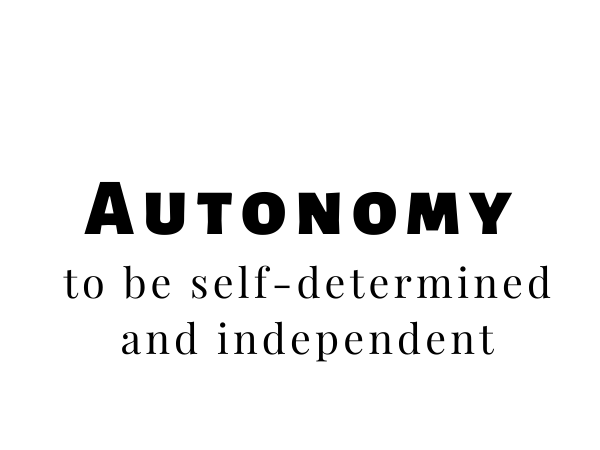 Autonomy
to be self-determined
and independent